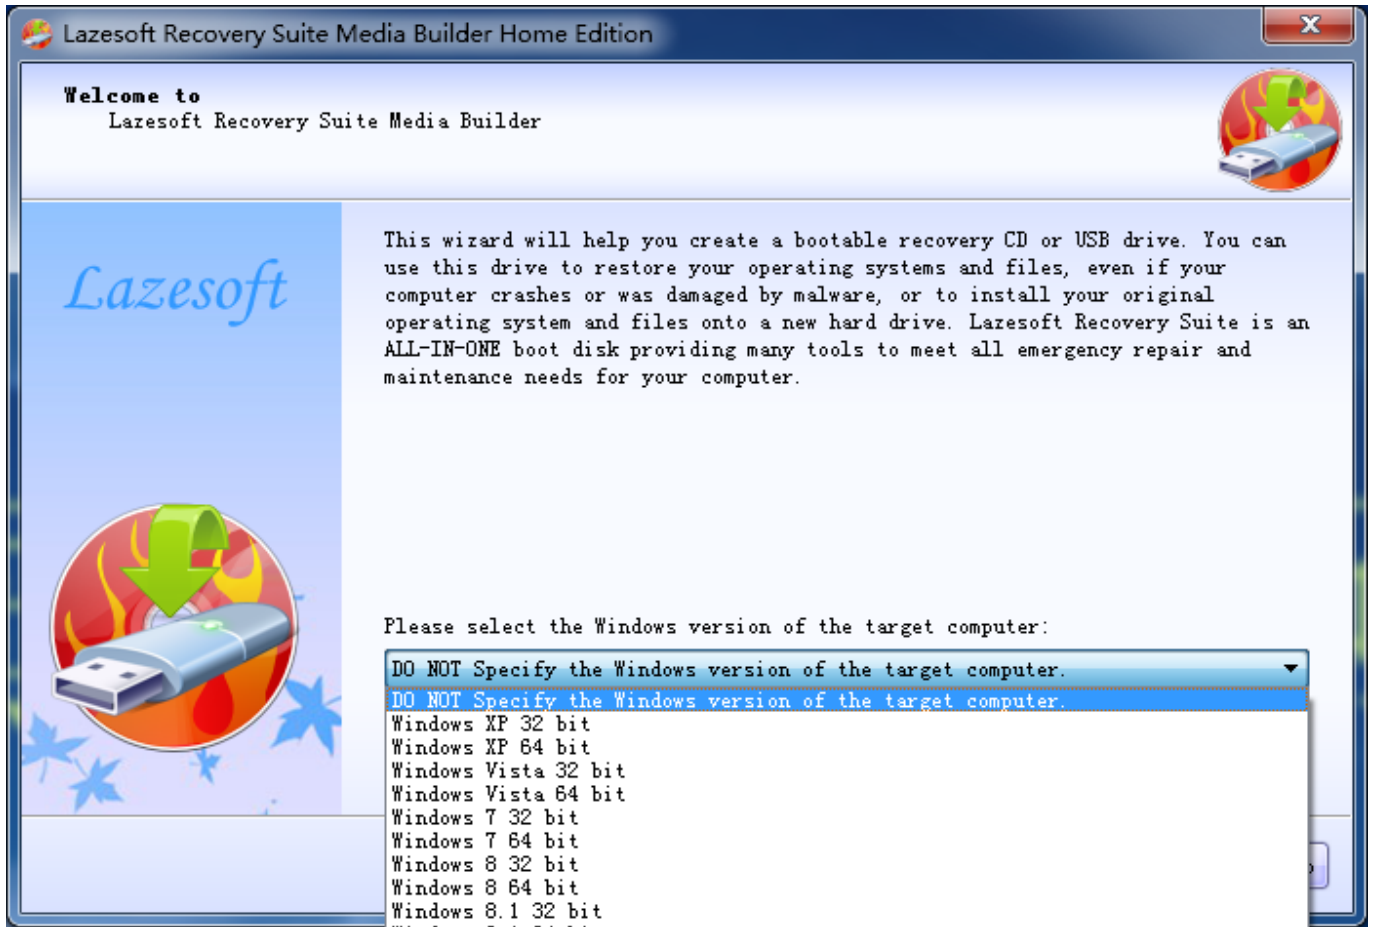 Lazesoft Recovery Suite Media Builder Home Edition
Welcome to
Lazesoft Recovery Suite Media Builder
Lazesoft
This wizard will help you create a bootable recovery CD or USB drive. You can
use this drive to restore your operating systems and files, even if your
computer crashes or was damaged by malware, or to install your original
operating system and files onto a new hard drive. Lazesoft Recovery Suite is an
ALL-IN-ONE boot disk providing many tools to meet all emergency repair and
maintenance needs for your computer.
Please select the Windows version of the target computer:
DO NOT Specify the Windows version of the target computer.
DO NOT Specify the Windows version of the target computer.
Windows XP 32 bit
Windows XP 64 bit
Windows Vista 32 bit
Windows Vista 64 bit
Windows 7 32 bit
Windows 7 64 bit
Windows 8 32 bit
Windows 8 64 bit
Windows 8.1 32 bit